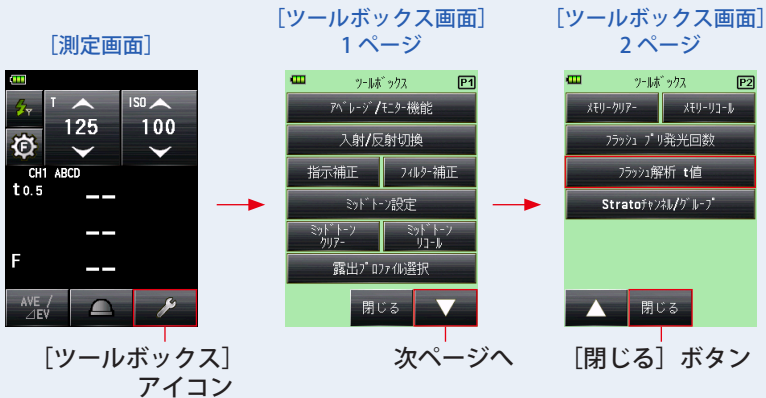 [測定画面]
[ツールボックス画面]
1 ページ
[ツールボックス画面]
2 ページ
T
125
ISO
100
CH1 ABCD
t0.5
--
--
F
--
AVE /
⊿EV
ツールボックス
P1
アベレージ/モニター機能
入射/反射切換
指示補正
フィルター補正
ミッドトーン設定
ミッドトーン
クリアー
ミッドトーン
リコール
露出プロファイル選択
閉じる
ツールボックス
P2
メモリークリアー
メモリーリコール
フラッシュ プリ発光回数
フラッシュ解析 t値
Stratoチャンネル/グループ
閉じる
[ツールボックス]
アイコン
次ページへ
[閉じる] ボタン